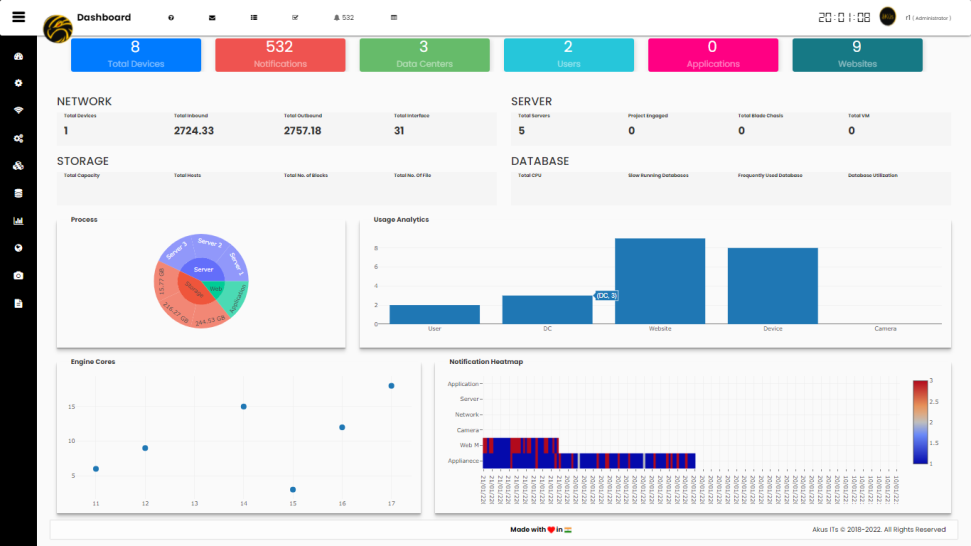 Dashboard
532
20:01:08
Akus
r1 ( Administrator )
8
Total Devices
532
Notifications
3
Data Centers
2
Users
0
Applications
9
Websites
NETWORK
Total Devices Total Inbound Total Outbound Total Interface
1 2724.33 2757.18 31
SERVER
Total Servers Project Engaged Total Blade Chasis Total VM
5 0 0 0
STORAGE
Total Capacity Total Hosts Total No. of Blocks Total No. Of File
DATABASE
Total CPU Slow Running Databases Frequently Used Database Database Utilization
Process
Server 3
Server 2
Server 1
Server
Storage
Web
Application
15.77 GB
216.27 GB
244.53 GB
Usage Analytics
8
6
4
2
0
(DC, 3)
User DC Website Device Camera
Engine Cores
15
10
5
11 12 13 14 15 16 17
Notification Heatmap
Application
Server
Network
Camera
Web M
Applianece
3
2.5
2
1.5
1
Made with in
Akus ITs © 2018-2022. All Rights Reserved